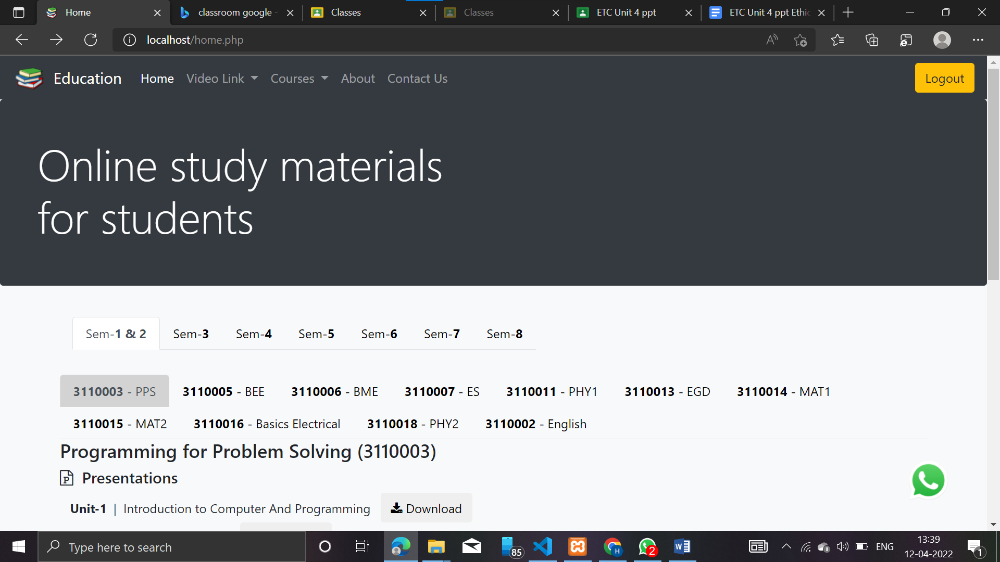 Home
classroom google -
Classes
Classes
ETC Unit 4 ppt
ETC Unit 4 ppt Ethic
localhost/home.php
Education Home Video Link Courses About Contact Us Logout
Online study materials
for students
Sem-1 & 2 Sem-3 Sem-4 Sem-5 Sem-6 Sem-7 Sem-8
3110003 - PPS 3110005 - BEE 3110006 - BME 3110007 - ES 3110011 - PHY1 3110013 - EGD 3110014 - MAT1
3110015 - MAT2 3110016 - Basics Electrical 3110018 - PHY2 3110002 - English
Programming for Problem Solving (3110003)
Presentations
Unit-1 | Introduction to Computer And Programming Download
Type here to search
85
2
ENG
13:39
12-04-2022
1